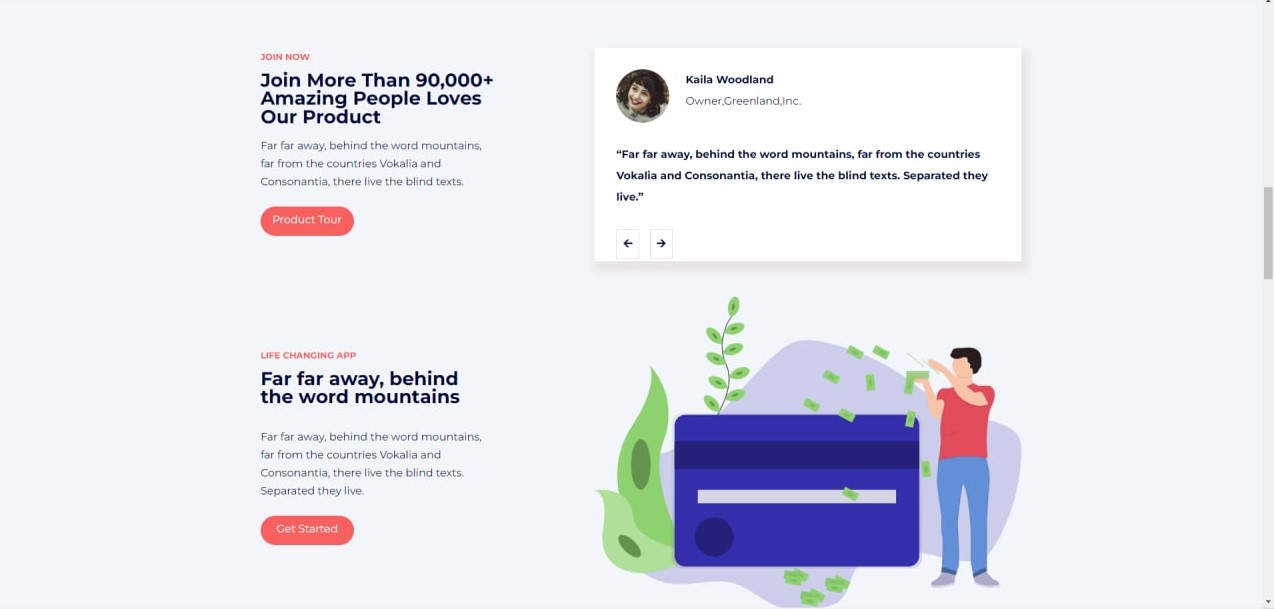 JOIN NOW
Join More Than 90,000+
Amazing People Loves
Our Product
Far far away, behind the word mountains,
far from the countries Vokalia and
Consonantia, there live the blind texts.
Product Tour
Kaila Woodland
Owner,Greenland,Inc.
“Far far away, behind the word mountains, far from the countries
Vokalia and Consonantia, there live the blind texts. Separated they
live.”
LIFE CHANGING APP
Far far away, behind
the word mountains
Far far away, behind the word mountains,
far from the countries Vokalia and
Consonantia, there live the blind texts.
Separated they live.
Get Started